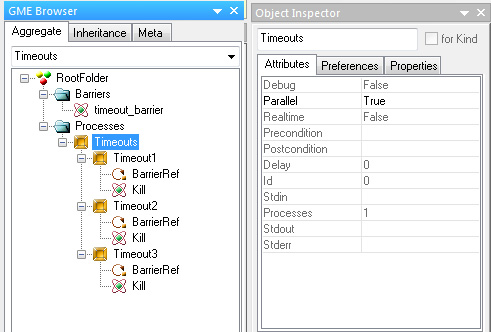 GME Browser
Aggregate Inheritance Meta
Timeouts
RootFolder
Barriers
timeout_barrier
Processes
Timeouts
Timeout1
BarrierRef
Kill
Timeout2
BarrierRef
Kill
Timeout3
BarrierRef
Kill
Object Inspector
Timeouts for Kind
Attributes Preferences Properties
Debug False
Parallel True
Realtime False
Precondition
Postcondition
Delay 0
Id 0
Stdin
Processes 1
Stdout
Stderr